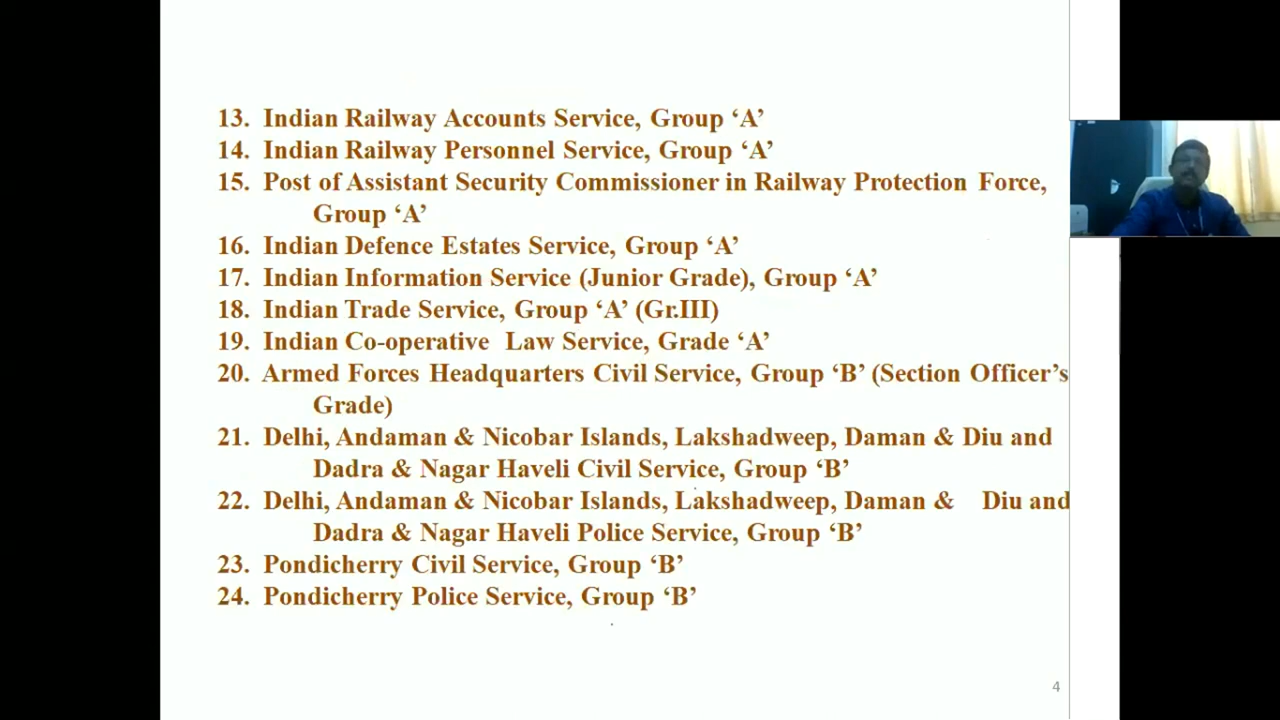 13. Indian Railway Accounts Service, Group ‘A’
14. Indian Railway Personnel Service, Group ‘A’
15. Post of Assistant Security Commissioner in Railway Protection Force,
Group ‘A’
16. Indian Defence Estates Service, Group ‘A’
17. Indian Information Service (Junior Grade), Group ‘A’
18. Indian Trade Service, Group ‘A’ (Gr.III)
19. Indian Co-operative Law Service, Grade ‘A’
20. Armed Forces Headquarters Civil Service, Group ‘B’ (Section Officer’s
Grade)
21. Delhi, Andaman & Nicobar Islands, Lakshadweep, Daman & Diu and
Dadra & Nagar Haveli Civil Service, Group ‘B’
22. Delhi, Andaman & Nicobar Islands, Lakshadweep, Daman & Diu and
Dadra & Nagar Haveli Police Service, Group ‘B’
23. Pondicherry Civil Service, Group ‘B’
24. Pondicherry Police Service, Group ‘B’
4